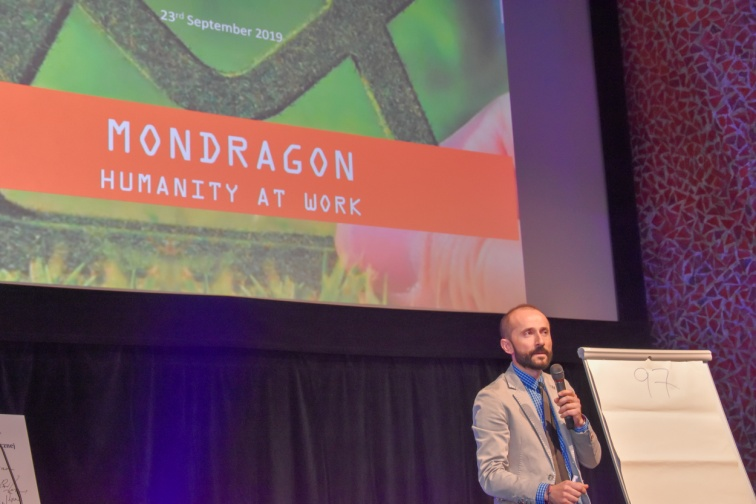 23rd September 2019
MONDRAGON
HUMANITY AT WORK
97